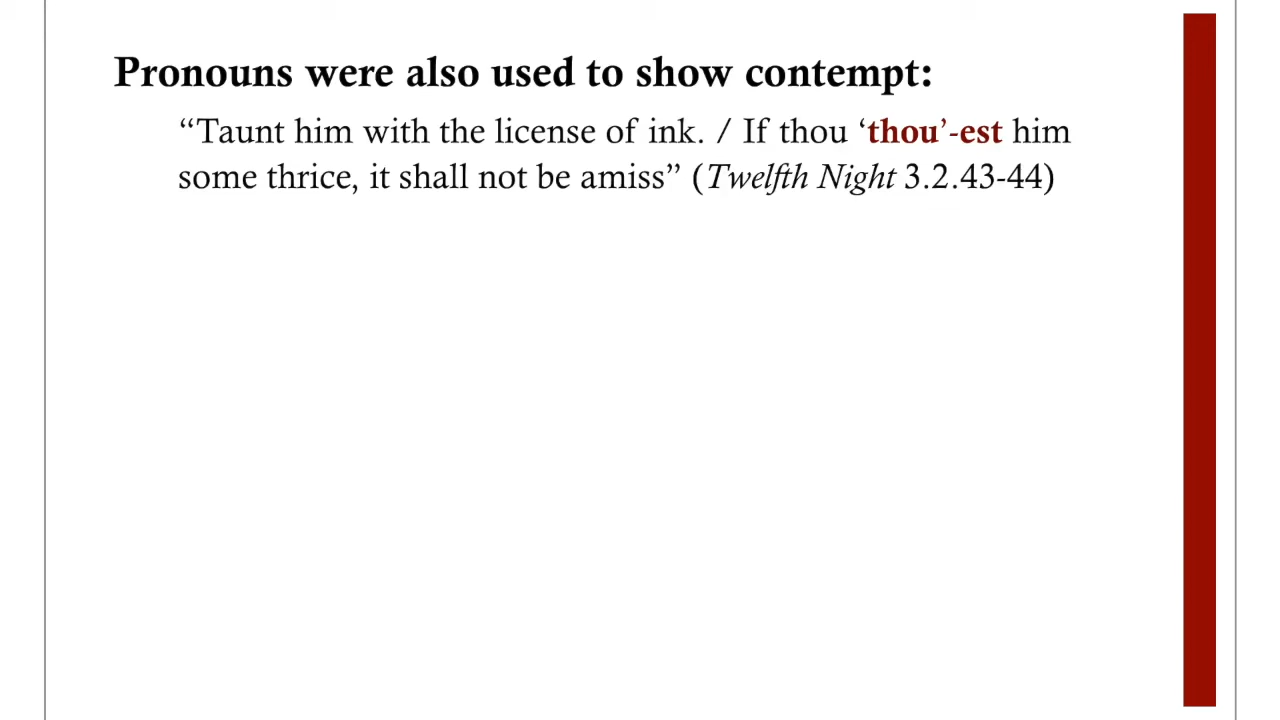 Pronouns were also used to show contempt:
“Taunt him with the license of ink. / If thou ‘thou’-est him
some thrice, it shall not be amiss” (Twelfth Night 3.2.43-44)